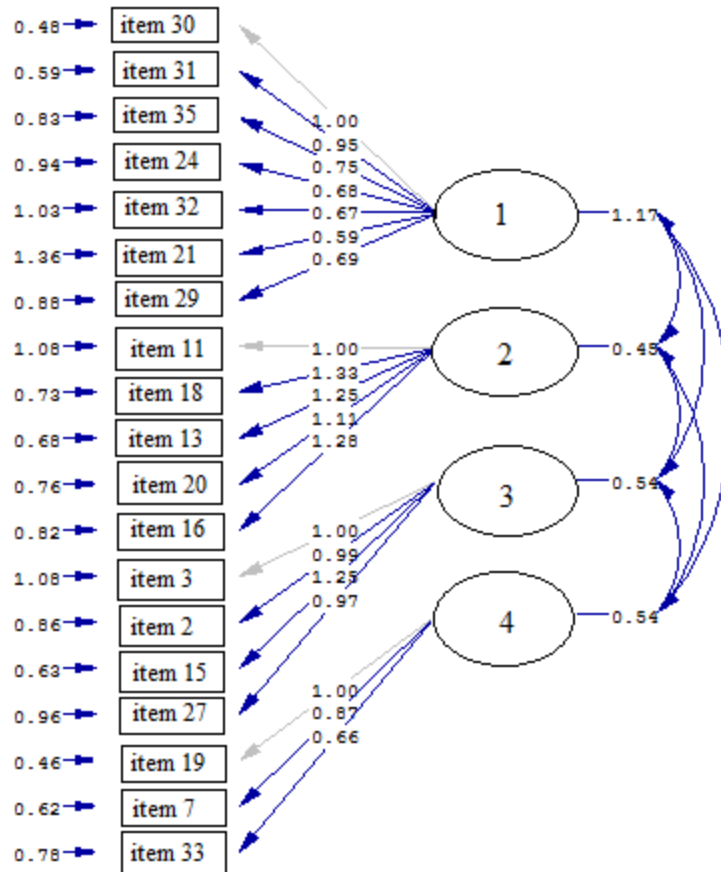 0.48 item 30
0.59 item 31
0.83 item 35
0.94 item 24
1.03 item 32
1.36 item 21
0.88 item 29
1.08 item 11
0.73 item 18
0.68 item 13
0.76 item 20
0.82 item 16
1.08 item 3
0.86 item 2
0.63 item 15
0.96 item 27
0.46 item 19
0.62 item 7
0.78 item 33
1.00
0.95
0.75
0.68
0.67
0.59
0.69
1.00
1.33
1.25
1.11
1.28
1.00
0.99
1.25
0.97
1.00
0.87
0.66
1 1.17
2 0.45
3 0.54
4 0.54